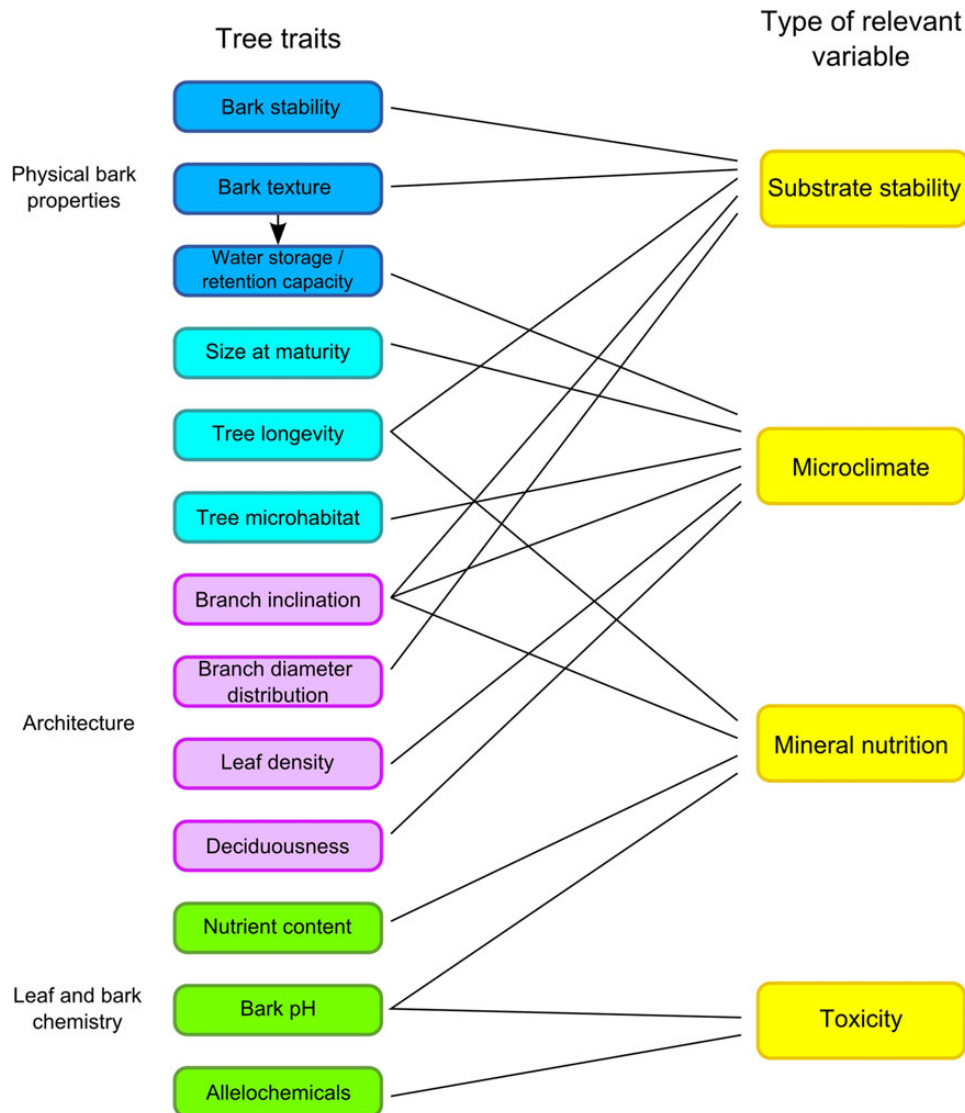 Tree traits
Type of relevant
variable
Physical bark
properties
Bark stability
Bark texture
Water storage /
retention capacity
Size at maturity
Tree longevity
Tree microhabitat
Architecture
Branch inclination
Branch diameter
distribution
Leaf density
Deciduousness
Leaf and bark
chemistry
Nutrient content
Bark pH
Allelochemicals
Substrate stability
Microclimate
Mineral nutrition
Toxicity